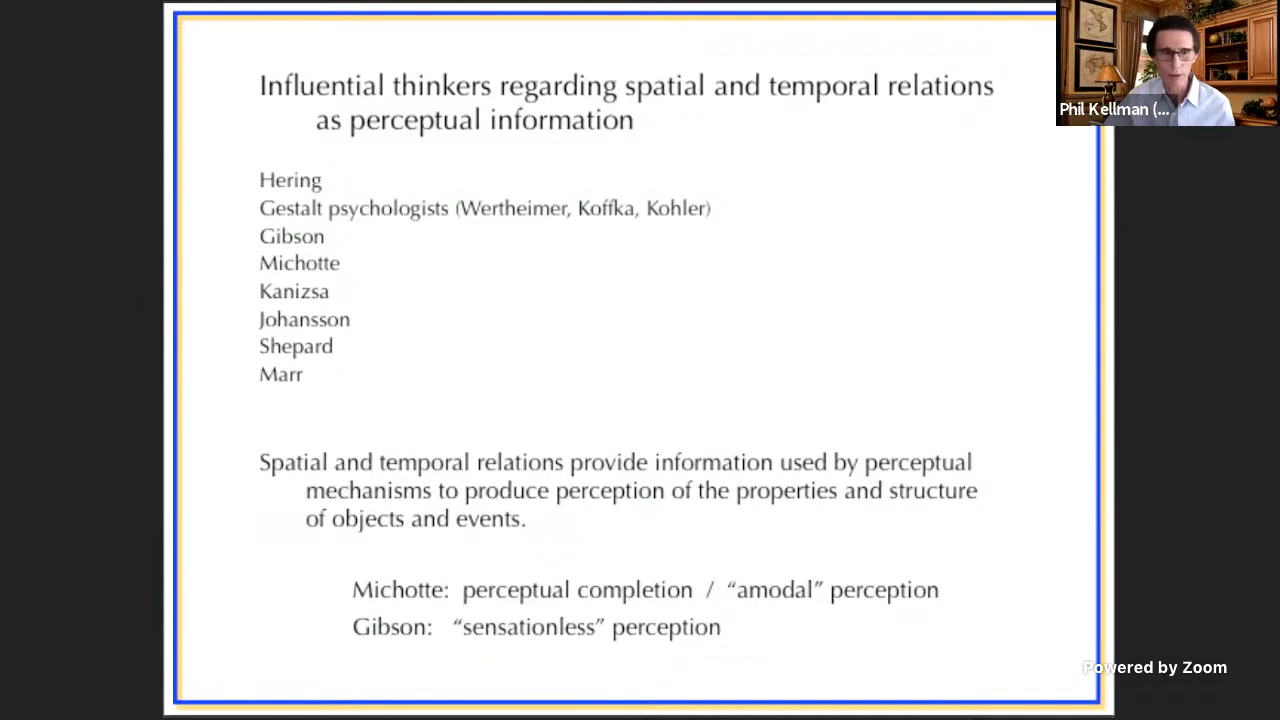 Influential thinkers regarding spatial and temporal relations
as perceptual information
Phil Kellman (...
Hering
Gestalt psychologists (Wertheimer, Koffka, Kohler)
Gibson
Michotte
Kanizsa
Johansson
Shepard
Marr
Spatial and temporal relations provide information used by perceptual
mechanisms to produce perception of the properties and structure
of objects and events.
Michotte: perceptual completion / “amodal” perception
Gibson: “sensationless” perception
Powered by Zoom